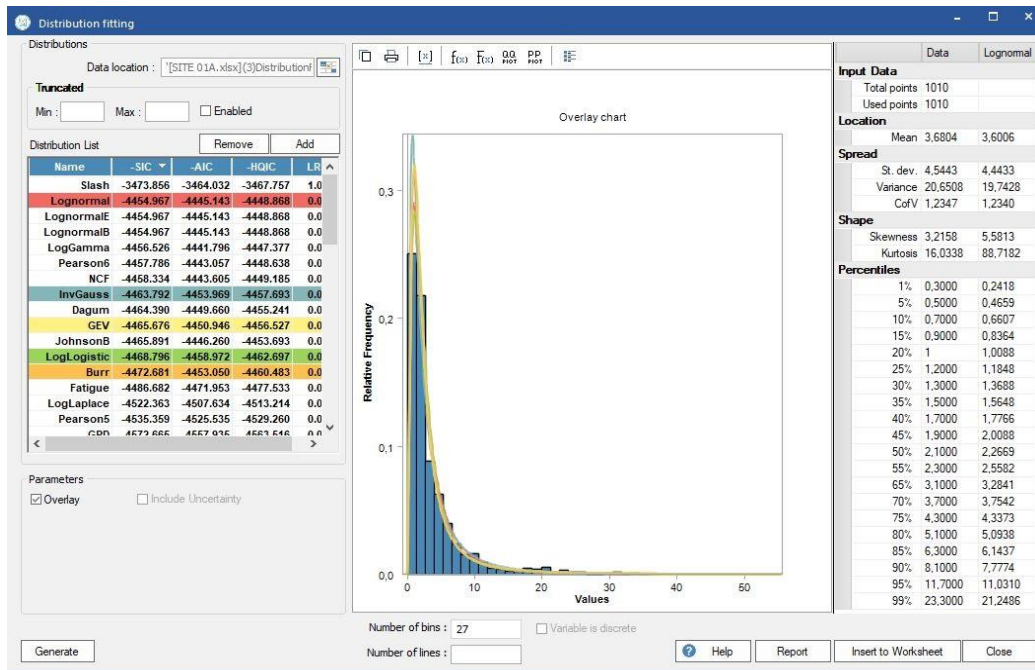 Distribution fitting
Distributions
Data location : '[SITE 01A.xlsx](3)Distribution
Truncated
Min : Max : Enabled
Distribution List Remove Add
Name -SIC -AIC -HQIC LR
Slash -3473.856 -3464.032 -3467.757 1.0
Lognormal -4454.967 -4445.143 -4448.868 0.0
LognormalE -4454.967 -4445.143 -4448.868 0.0
LognormalB -4454.967 -4445.143 -4448.868 0.0
LogGamma -4456.526 -4441.796 -4447.377 0.0
Pearson6 -4457.786 -4443.057 -4448.638 0.0
NCF -4458.334 -4443.605 -4449.185 0.0
InvGauss -4463.792 -4453.969 -4457.693 0.0
Dagum -4464.390 -4449.660 -4455.241 0.0
GEV -4465.676 -4450.946 -4456.527 0.0
JohnsonB -4465.891 -4446.260 -4453.693 0.0
LogLogistic -4468.796 -4458.972 -4462.697 0.0
Burr -4472.681 -4453.050 -4460.483 0.0
Fatigue -4486.682 -4471.953 -4477.533 0.0
LogLaplace -4522.363 -4507.634 -4513.214 0.0
Pearson5 -4535.359 -4525.535 -4529.260 0.0
GPD -4572.665 -4557.935 -4563.516 0.0
Parameters
Overlay Include Uncertainty
Generate
[x] f(x) F(x) QQ PLOT PP PLOT
Overlay chart
Relative Frequency
0,3
0,2
0,1
0,0
0 10 20 30 40 50
Values
Number of bins : 27 Variable is discrete
Number of lines :
Data Lognormal
Input Data
Total points 1010
Used points 1010
Location
Mean 3,6804 3,6006
Spread
St. dev. 4,5443 4,4433
Variance 20,6508 19,7428
CofV 1,2347 1,2340
Shape
Skewness 3,2158 5,5813
Kurtosis 16,0338 88,7182
Percentiles
1% 0,3000 0,2418
5% 0,5000 0,4659
10% 0,7000 0,6607
15% 0,9000 0,8364
20% 1 1,0088
25% 1,2000 1,1848
30% 1,3000 1,3688
35% 1,5000 1,5648
40% 1,7000 1,7766
45% 1,9000 2,0088
50% 2,1000 2,2669
55% 2,3000 2,5582
65% 3,1000 3,2841
70% 3,7000 3,7542
75% 4,3000 4,3373
80% 5,1000 5,0938
85% 6,3000 6,1437
90% 8,1000 7,7774
95% 11,7000 11,0310
99% 23,3000 21,2486
Help Report Insert to Worksheet Close